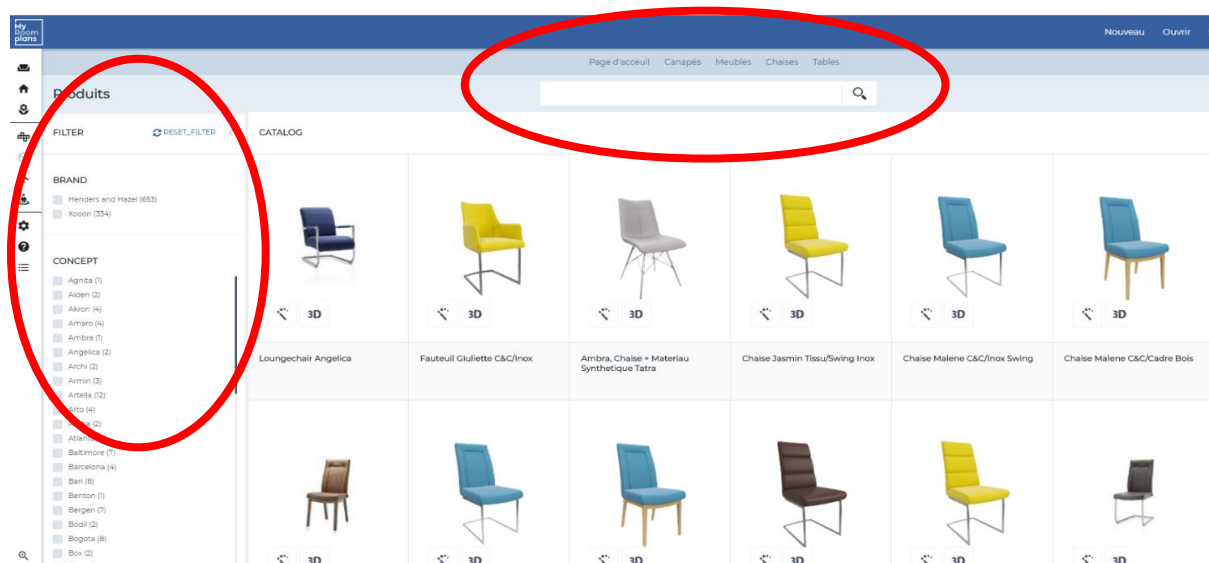 My
Room
plans
Nouveau Ouvrir
Page d'acceuil Canapés Meubles Chaises Tables
Produits
FILTER RESET_FILTER
CATALOG
BRAND
Henders and Hazel (653)
Xooon (334)
CONCEPT
Agnita (1)
Aiden (2)
Akron (4)
Amaro (4)
Ambra (1)
Angelica (2)
Archi (2)
Armin (3)
Artella (12)
Arto (4)
(2)
Baltimore (7)
Barcelona (4)
Bari (8)
Benton (1)
Bergen (7)
Bodil (2)
Bogota (8)
Box (2)
3D 3D 3D 3D 3D 3D
Loungechair Angelica
Fauteuil Giuliette C&C/Inox
Ambra, Chaise + Materiau
Synthetique Tatra
Chaise Jasmin Tissu/Swing Inox
Chaise Malene C&C/Inox Swing
Chaise Malene C&C/Cadre Bois
3D 3D 3D 3D 3D 3D